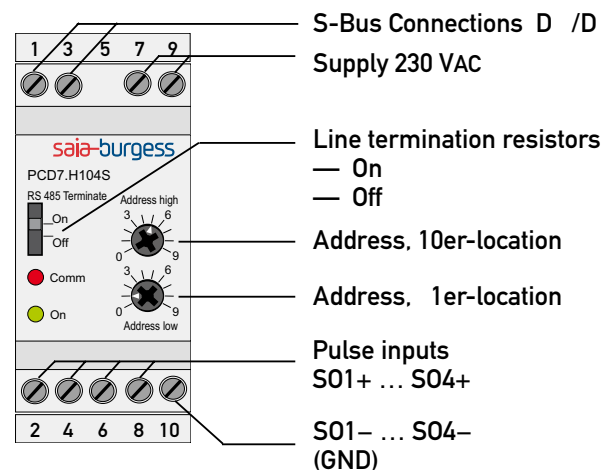 S-Bus Connections D /D
1 3 5 7 9
Supply 230 VAC
saia-burgess
PCD7.H104S
RS 485 Terminate
On
Off
Address high
0 3 6 9
Line termination resistors
— On
— Off
Address, 10er-location
Comm
On
0 3 6 9
Address low
Address, 1er-location
Pulse inputs
SO1+ ... SO4+
2 4 6 8 10
SO1– ... SO4–
(GND)